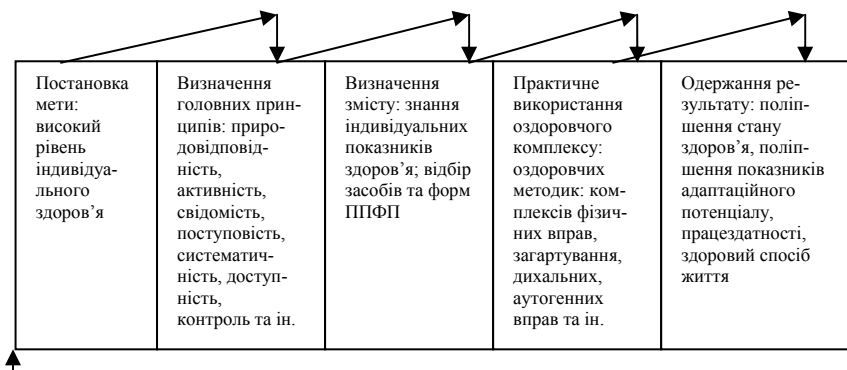 Постановка
мети:
високий
рівень
індивідуа-
льного
здоров’я
Визначення
головних прин-
ципів: приро-
довідповід-
ність,
активність,
свідомість,
поступовість,
систематич-
ність, доступ-
ність,
контроль та ін.
Визначення
змісту: знання
індивідуальних
показників
здоров’я; відбір
засобів та форм
ППФП
Практичне
використання
оздоровчого
комплексу:
оздоровчих
методик: ком-
плексів фізич-
них вправ,
загартування,
дихальних,
аутогенних
вправ та ін.
Одержання ре-
зультату: поліп-
шення стану
здоров’я, поліп-
шення показників
адаптаційного
потенціалу,
працездатності,
здоровий спосіб
життя